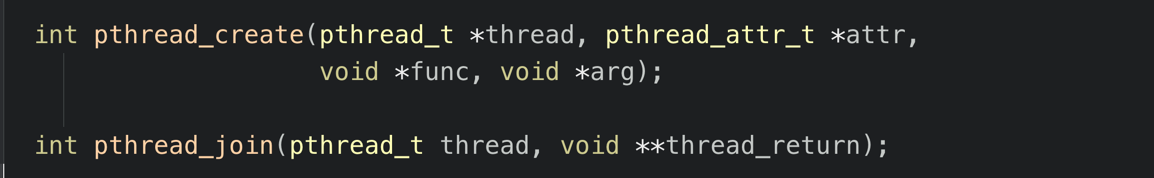 int pthread_create(pthread_t *thread, pthread_attr_t *attr,
void *func, void *arg);
int pthread_join(pthread_t thread, void **thread_return);